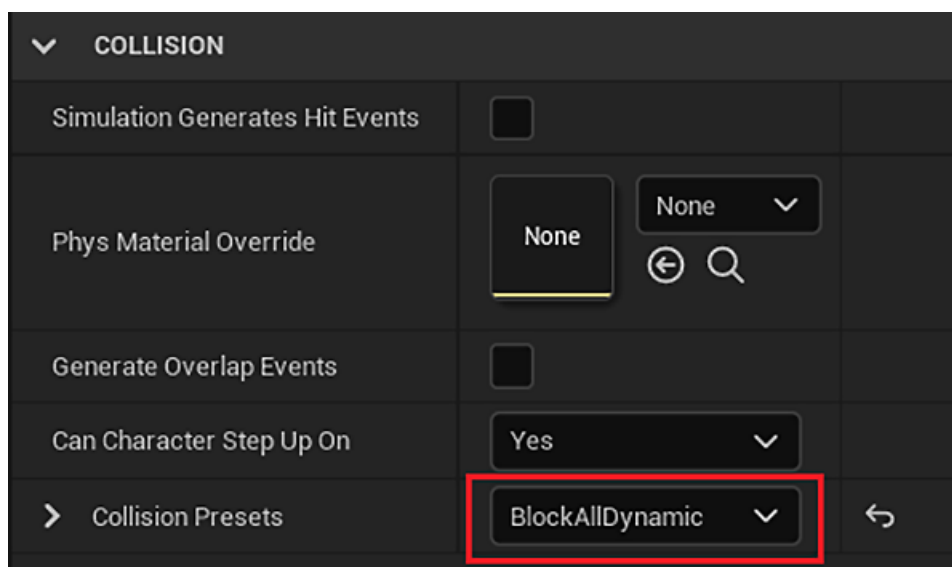 COLLISION
Simulation Generates Hit Events
Phys Material Override
None
None
Generate Overlap Events
Can Character Step Up On
Yes
Collision Presets
BlockAllDynamic